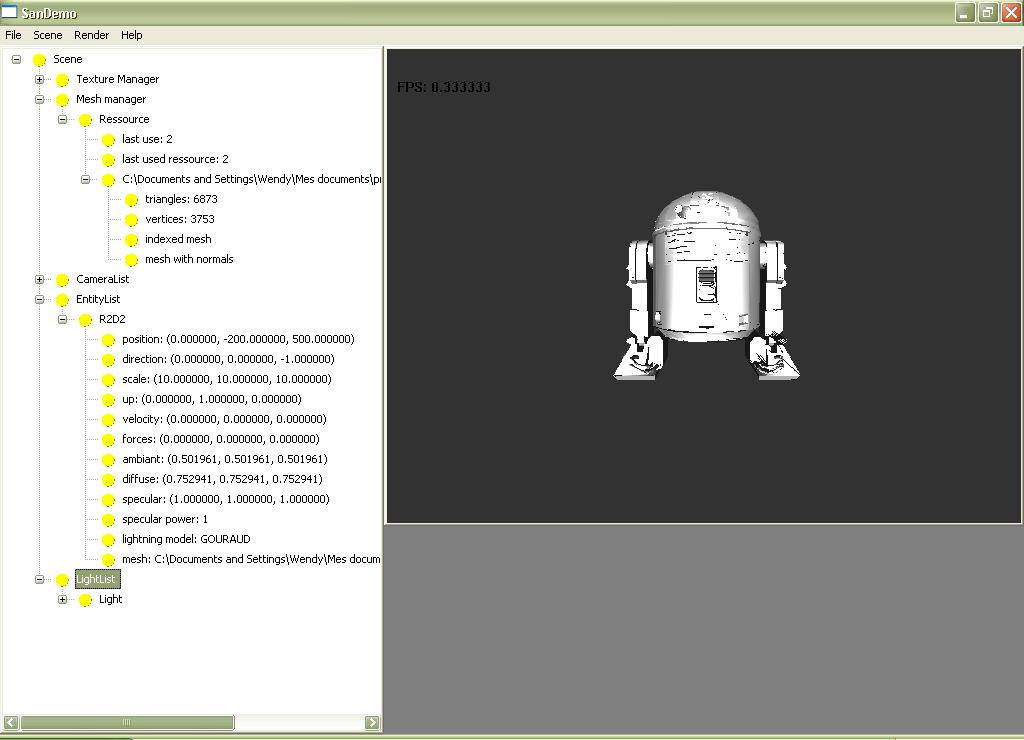 SanDemo
File Scene Render Help
Scene
Texture Manager
Mesh manager
Ressource
last use: 2
last used ressource: 2
C:\Documents and Settings\Wendy\Mes documents\
triangles: 6873
vertices: 3753
indexed mesh
mesh with normals
CameraList
EntityList
R2D2
position: (0.000000, -200.000000, 500.000000)
direction: (0.000000, 0.000000, -1.000000)
scale: (10.000000, 10.000000, 10.000000)
up: (0.000000, 1.000000, 0.000000)
velocity: (0.000000, 0.000000, 0.000000)
forces: (0.000000, 0.000000, 0.000000)
ambiant: (0.501961, 0.501961, 0.501961)
diffuse: (0.752941, 0.752941, 0.752941)
specular: (1.000000, 1.000000, 1.000000)
specular power: 1
lightning model: GOURAUD
mesh: C:\Documents and Settings\Wendy\Mes docum
LightList
Light
FPS: 0.333333